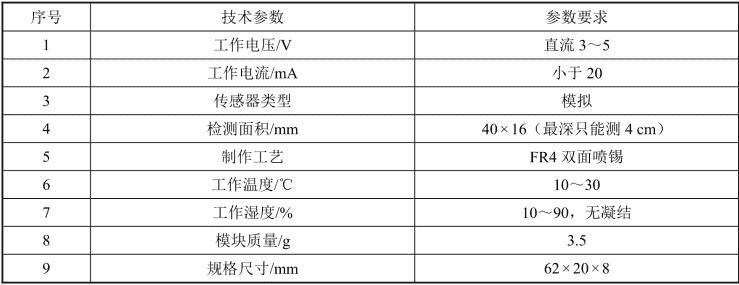 序号 技术参数 参数要求
1 工作电压/V 直流 3～5
2 工作电流/mA 小于 20
3 传感器类型 模拟
4 检测面积/mm 40×16（最深只能测 4 cm）
5 制作工艺 FR4 双面喷锡
6 工作温度/℃ 10～30
7 工作湿度/% 10～90，无凝结
8 模块质量/g 3.5
9 规格尺寸/mm 62×20×8